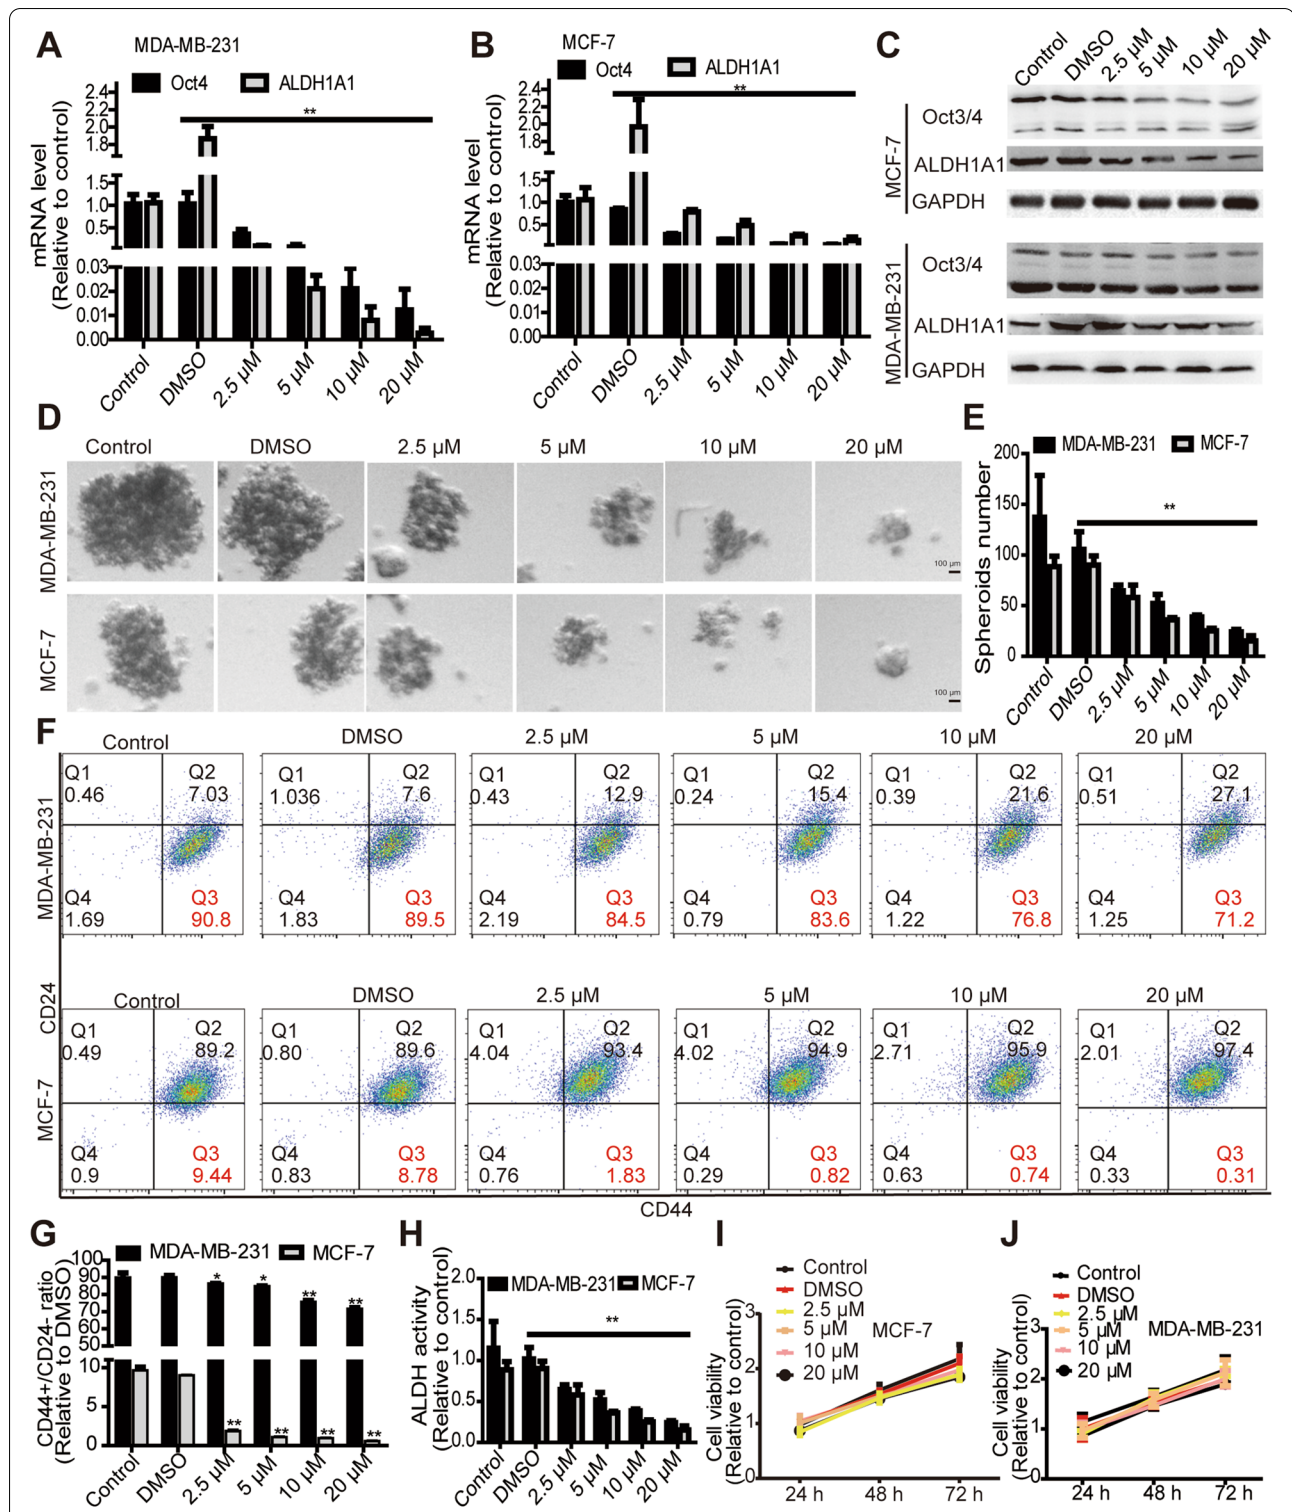 A
MDA-MB-231
Oct4 ALDH1A1
**
mRNA level
(Relative to control)
2.4
2.2
2.0
1.8
1.5
1.0
0.5
0.03
0.02
0.01
0.00
Control DMSO 2.5 µM 5 µM 10 µM 20 µM
B
MCF-7
Oct4 ALDH1A1
**
mRNA level
(Relative to control)
2.4
2.2
2.0
1.8
1.5
1.0
0.5
0.03
0.02
0.01
0.00
Control DMSO 2.5 µM 5 µM 10 µM 20 µM
C
Control DMSO 2.5 µM 5 µM 10 µM 20 µM
MCF-7
Oct3/4
ALDH1A1
GAPDH
MDA-MB-231
Oct3/4
ALDH1A1
GAPDH
D
Control DMSO 2.5 µM 5 µM 10 µM 20 µM
MDA-MB-231
100 µm
MCF-7
100 µm
E
MDA-MB-231 MCF-7
**
Spheroids number
200
150
100
50
0
Control DMSO 2.5 µM 5 µM 10 µM 20 µM
F
Control DMSO 2.5 µM 5 µM 10 µM 20 µM
MDA-MB-231
Q1 Q2 Q1 Q2 Q1 Q2 Q1 Q2 Q1 Q2 Q1 Q2
0.46 7.03 1.036 7.6 0.43 12.9 0.24 15.4 0.39 21.6 0.51 27.1
Q4 Q3 Q4 Q3 Q4 Q3 Q4 Q3 Q4 Q3 Q4 Q3
1.69 90.8 1.83 89.5 2.19 84.5 0.79 83.6 1.22 76.8 1.25 71.2
CD24
Control DMSO 2.5 µM 5 µM 10 µM 20 µM
MCF-7
Q1 Q2 Q1 Q2 Q1 Q2 Q1 Q2 Q1 Q2 Q1 Q2
0.49 89.2 0.80 89.6 4.04 93.4 4.02 94.9 2.71 95.9 2.01 97.4
Q4 Q3 Q4 Q3 Q4 Q3 Q4 Q3 Q4 Q3 Q4 Q3
0.9 9.44 0.83 8.78 0.76 1.83 0.29 0.82 0.63 0.74 0.33 0.31
CD44
G
MDA-MB-231 MCF-7
CD44+/CD24- ratio
(Relative to DMSO)
100
90
80
70
60
50
10
5
0
* * ** **
** ** ** **
Control DMSO 2.5 µM 5 µM 10 µM 20 µM
H
MDA-MB-231 MCF-7
**
ALDH activity
(Relative to control)
2.0
1.5
1.0
0.5
0.0
Control DMSO 2.5 µM 5 µM 10 µM 20 µM
I
Control
DMSO
2.5 µM
5 µM
10 µM
20 µM
MCF-7
Cell viability
(Relative to control)
3
2
1
0
24 h 48 h 72 h
J
Control
DMSO
2.5 µM
5 µM
10 µM
20 µM
MDA-MB-231
Cell viability
(Relative to control)
3
2
1
0
24 h 48 h 72 h